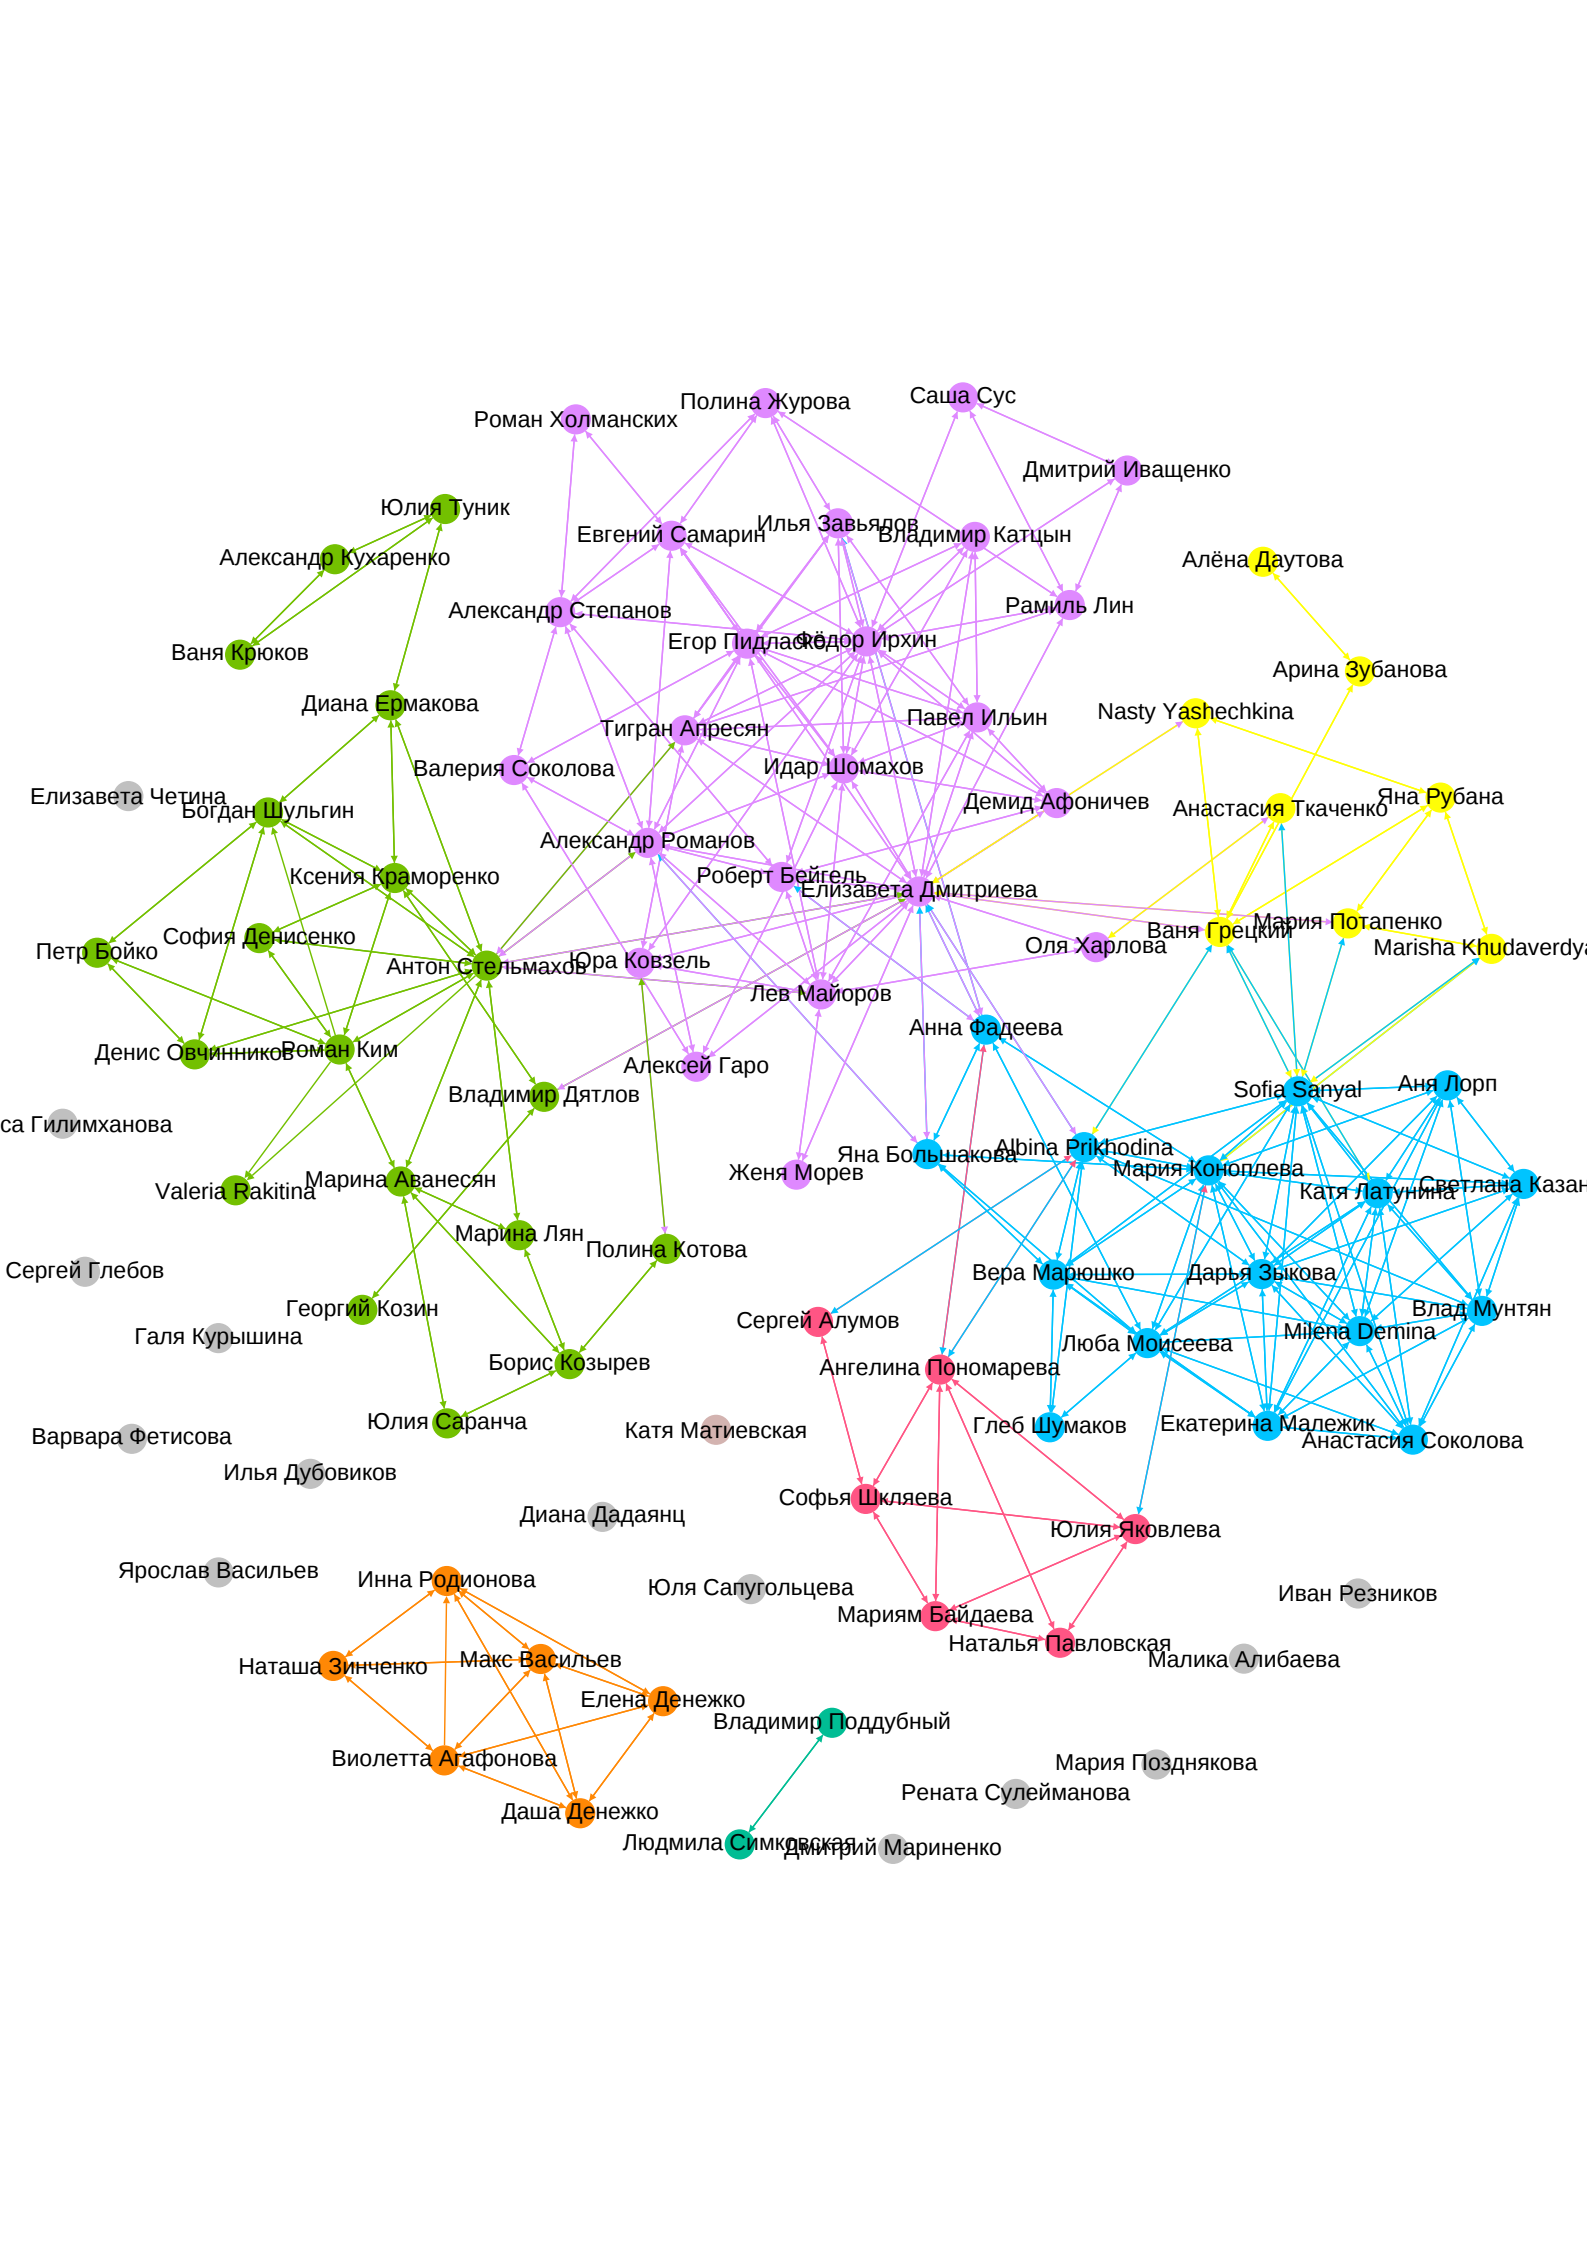 Саша Сус
Полина Журова
Роман Холманских
Дмитрий Иващенко
Юлия Туник
Илья Завьялов
Евгений Самарин
Владимир Катцын
Александр Кухаренко
Алёна Даутова
Рамиль Лин
Александр Степанов
Егор Пидласко
Фёдор Ирхин
Ваня Крюков
Арина Зубанова
Диана Ермакова
Nasty Yashechkina
Павел Ильин
Тигран Апресян
Идар Шомахов
Валерия Соколова
Елизавета Четина
Яна Рубана
Демид Афоничев
Анастасия Ткаченко
Богдан Шульгин
Александр Романов
Роберт Бейгель
Ксения Краморенко
Елизавета Дмитриева
Мария Потапенко
Ваня Грецкий
София Денисенко
Оля Харлова
Marisha Khudaverdya
Петр Бойко
Юра Ковзель
Антон Стельмахов
Лев Майоров
Анна Фадеева
Денис Овчинников
Роман Ким
Алексей Гаро
Аня Лорп
Sofia Sanyal
Владимир Дятлов
са Гилимханова
Albina Prikhodina
Яна Большакова
Мария Коноплева
Женя Морев
Марина Аванесян
Светлана Казан
Valeria Rakitina
Катя Латунина
Марина Лян
Полина Котова
Сергей Глебов
Вера Марюшко
Дарья Зыкова
Георгий Козин
Влад Мунтян
Сергей Алумов
Milena Demina
Галя Курышина
Люба Моисеева
Борис Козырев
Ангелина Пономарева
Юлия Саранча
Екатерина Малежик
Глеб Шумаков
Катя Матиевская
Варвара Фетисова
Анастасия Соколова
Илья Дубовиков
Софья Шкляева
Диана Дадаянц
Юлия Яковлева
Ярослав Васильев
Инна Родионова
Юля Сапугольцева
Иван Резников
Мариям Байдаева
Наталья Павловская
Макс Васильев
Малика Алибаева
Наташа Зинченко
Елена Денежко
Владимир Поддубный
Виолетта Агафонова
Мария Позднякова
Рената Сулейманова
Даша Денежко
Людмила Симковская
Дмитрий Мариненко